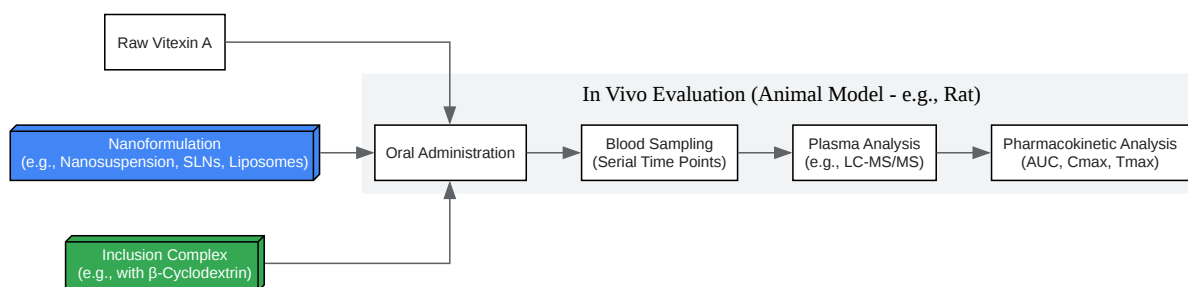 Raw Vitexin A
In Vivo Evaluation (Animal Model - e.g., Rat)
Nanoformulation
(e.g., Nanosuspension, SLNs, Liposomes)
Oral Administration
Blood Sampling
(Serial Time Points)
Plasma Analysis
(e.g., LC-MS/MS)
Pharmacokinetic Analysis
(AUC, Cmax, Tmax)
Inclusion Complex
(e.g., with β-Cyclodextrin)